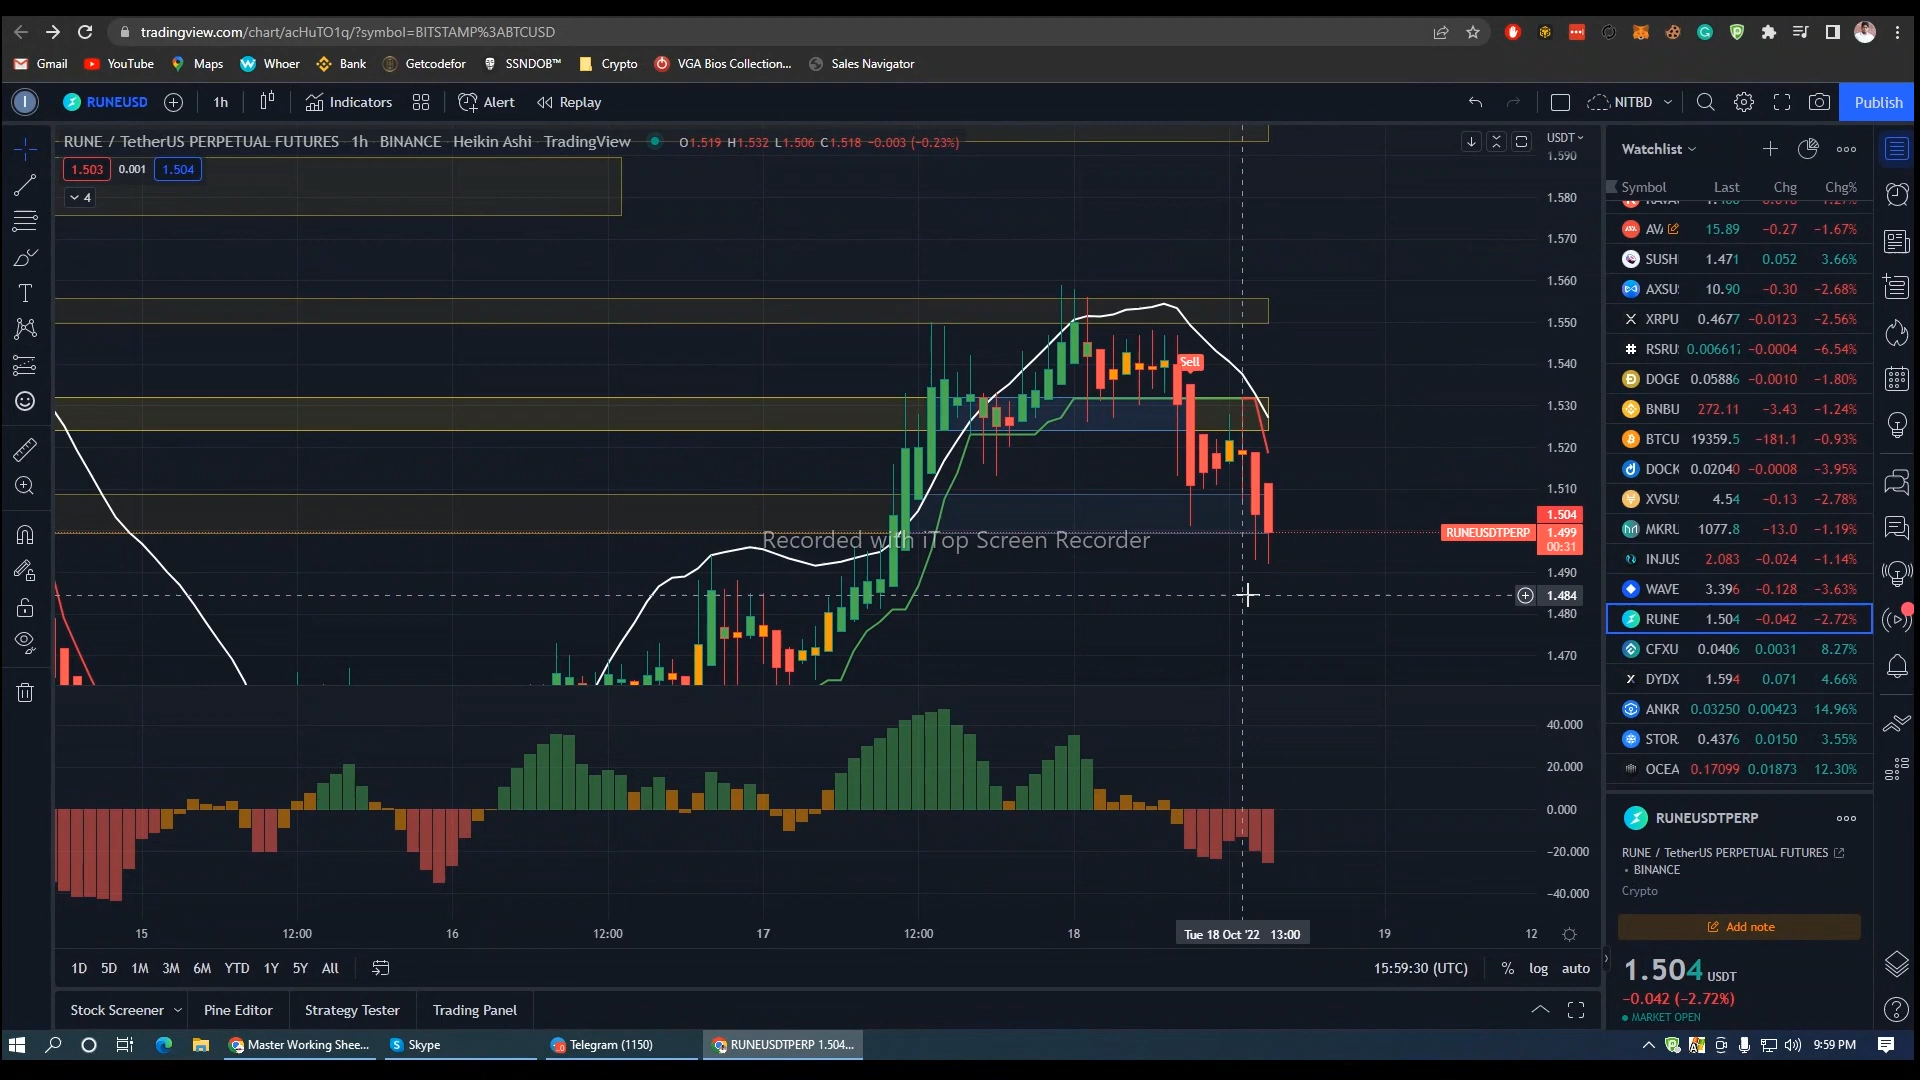 tradingview.com/chart/acHuTO1q/?symbol=BITSTAMP%3ABTCUSD
Gmail YouTube Maps Whoer Bank Getcodefor SSNDOB™ Crypto VGA Bios Collection... Sales Navigator
I RUNEUSD 1h Indicators Alert Replay NITBD Publish
RUNE / TetherUS PERPETUAL FUTURES 1h BINANCE Heikin Ashi TradingView O1.519 H1.532 L1.506 C1.518 −0.003 (−0.23%)
1.503 0.001 1.504
4
USDT
1.590
1.580
1.570
1.560
1.550
1.540
1.530
1.520
1.510
1.504
RUNEUSDTPERP 1.499
00:31
1.490
1.484
1.480
1.470
Sell
Recorded with iTop Screen Recorder
40.000
20.000
0.000
−20.000
−40.000
15 12:00 16 12:00 17 12:00 18 Tue 18 Oct '22 13:00 19 12
1D 5D 1M 3M 6M YTD 1Y 5Y All 15:59:30 (UTC) % log auto
Stock Screener Pine Editor Strategy Tester Trading Panel
Watchlist
Symbol Last Chg Chg%
AVA 15.89 −0.27 −1.67%
SUSH 1.471 0.052 3.66%
AXSU 10.90 −0.30 −2.68%
XRPU 0.4677 −0.0123 −2.56%
RSRU 0.006617 −0.0004 −6.54%
DOGE 0.05886 −0.0010 −1.80%
BNBU 272.11 −3.43 −1.24%
BTCU 19359.5 −181.1 −0.93%
DOCK 0.02040 −0.0008 −3.95%
XVSU 4.54 −0.13 −2.78%
MKRU 1077.8 −13.0 −1.19%
INJUS 2.083 −0.024 −1.14%
WAVE 3.396 −0.128 −3.63%
RUNE 1.504 −0.042 −2.72%
CFXU 0.0406 0.0031 8.27%
DYDX 1.594 0.071 4.66%
ANKR 0.03250 0.00423 14.96%
STOR 0.4376 0.0150 3.55%
OCEA 0.17099 0.01873 12.30%
RUNEUSDTPERP
RUNE / TetherUS PERPETUAL FUTURES
• BINANCE
Crypto
Add note
1.504 USDT
−0.042 (−2.72%)
MARKET OPEN
Master Working Shee... Skype Telegram (1150) RUNEUSDTPERP 1.504... 9:59 PM